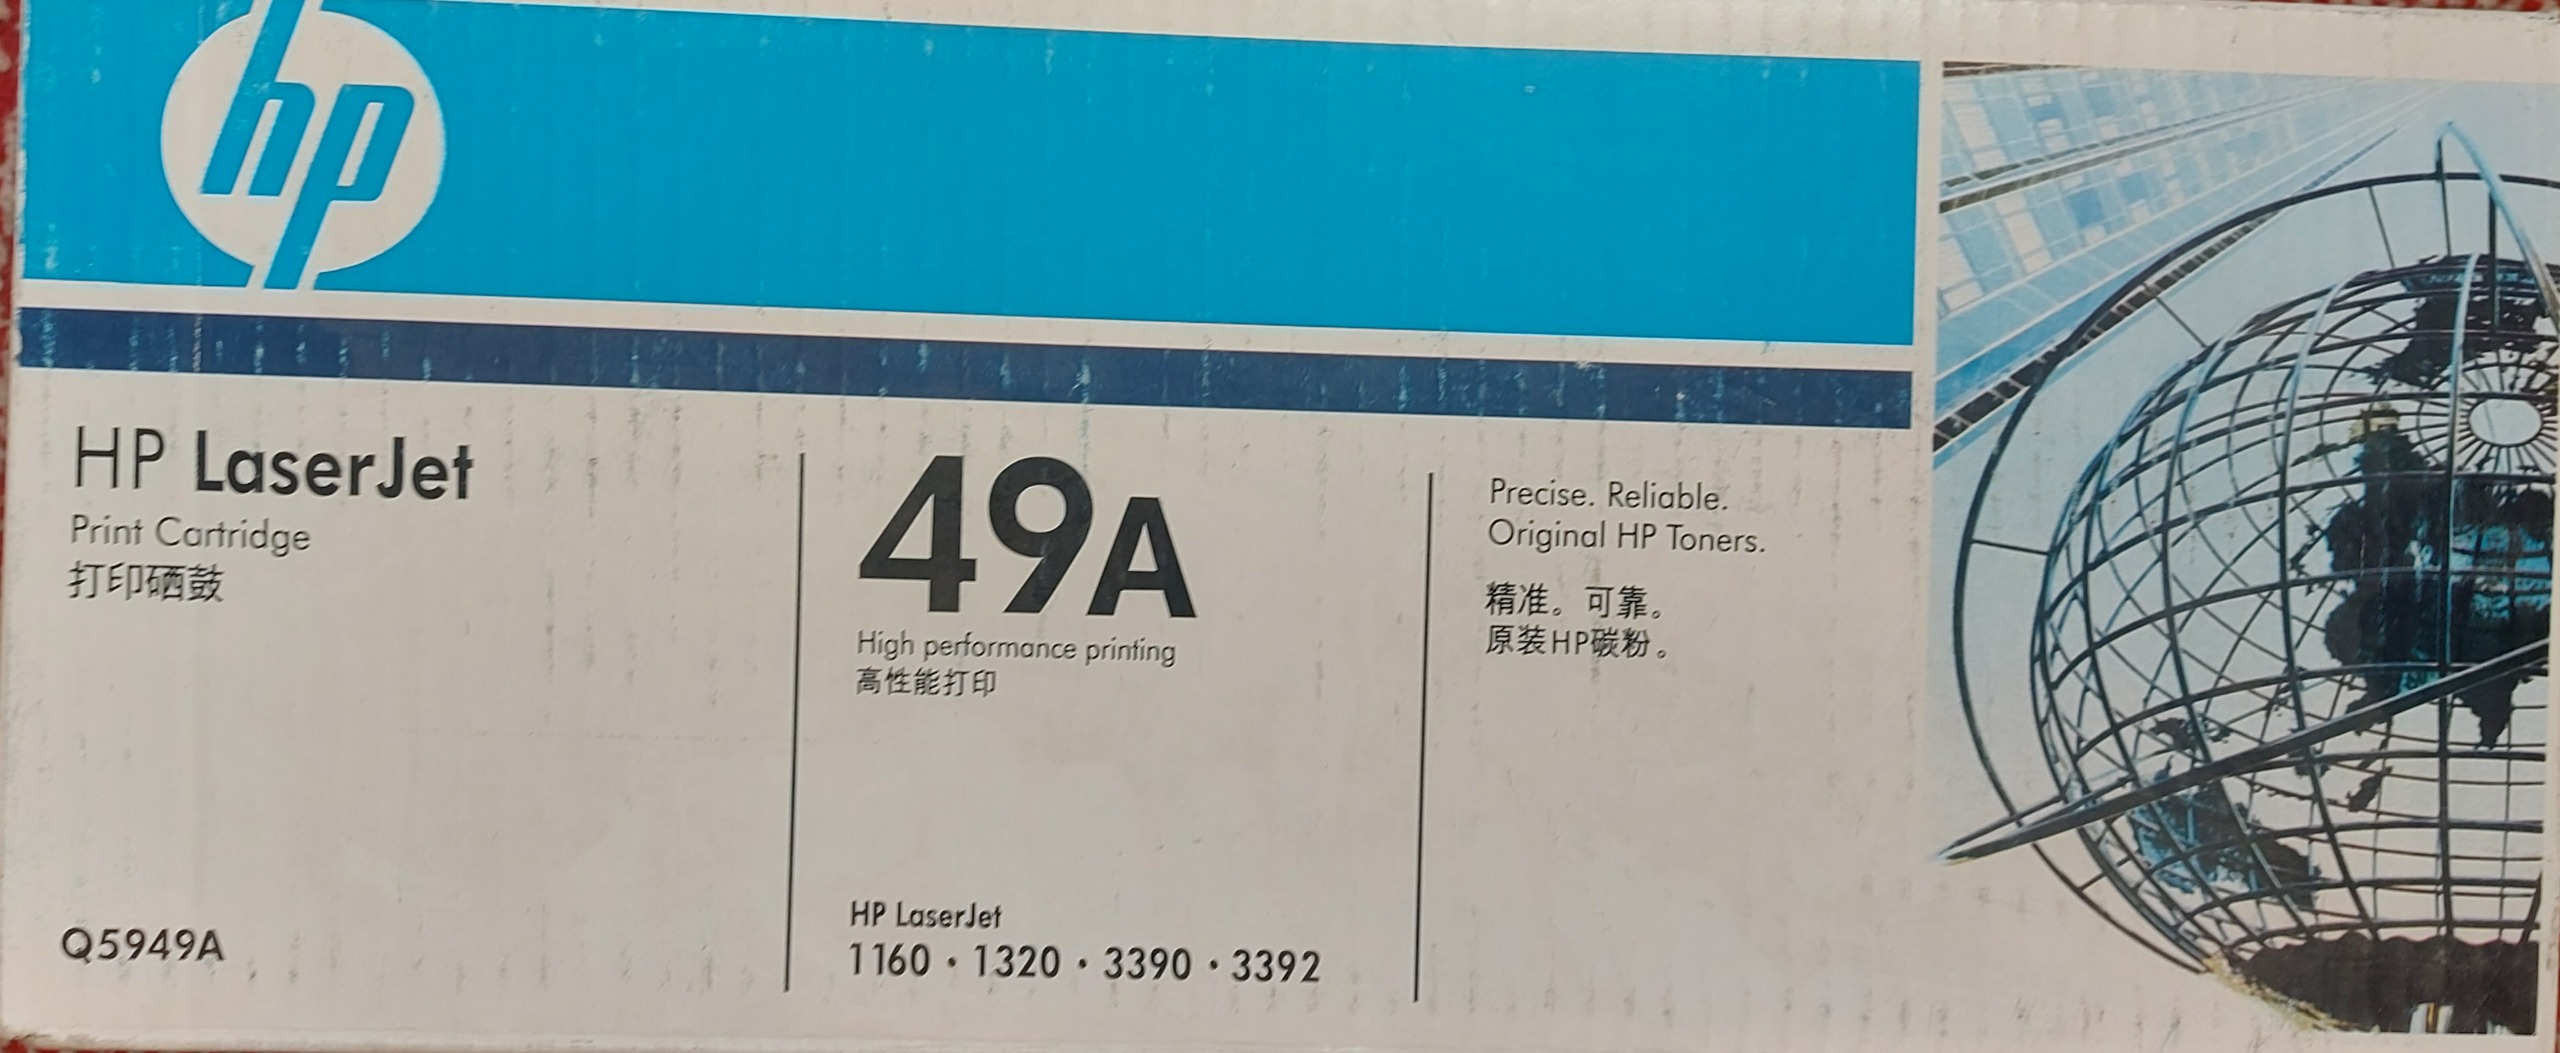 hp
HP LaserJet
Print Cartridge
打印硒鼓
Q5949A
49A
High performance printing
高性能打印
HP LaserJet
1160 • 1320 • 3390 • 3392
Precise. Reliable.
Original HP Toners.
精准。可靠。
原装HP碳粉。